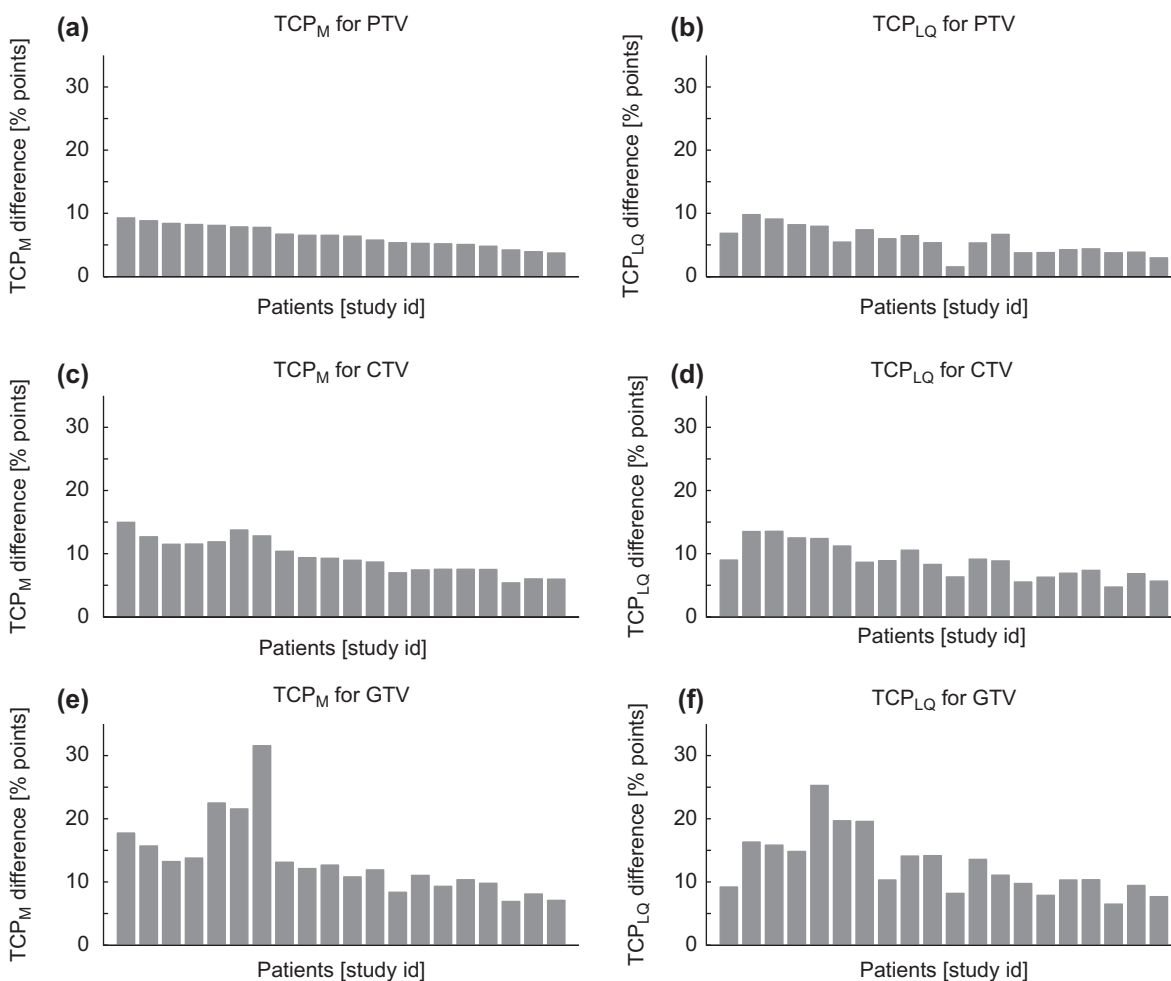 (a) TCP_M for PTV
TCP_M difference [% points]
30
20
10
0
Patients [study id]
(b) TCP_LQ for PTV
TCP_LQ difference [% points]
30
20
10
0
Patients [study id]
(c) TCP_M for CTV
TCP_M difference [% points]
30
20
10
0
Patients [study id]
(d) TCP_LQ for CTV
TCP_LQ difference [% points]
30
20
10
0
Patients [study id]
(e) TCP_M for GTV
TCP_M difference [% points]
30
20
10
0
Patients [study id]
(f) TCP_LQ for GTV
TCP_LQ difference [% points]
30
20
10
0
Patients [study id]